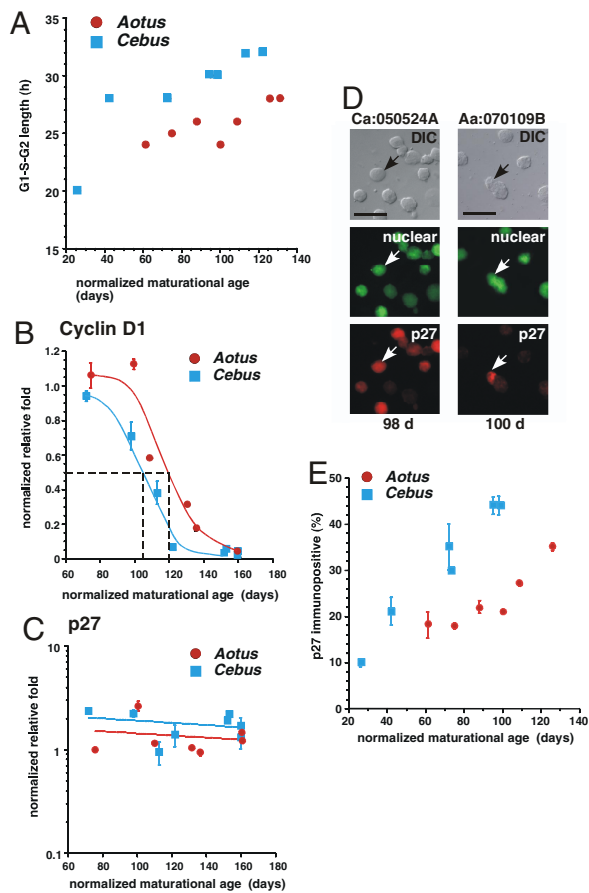 A
Aotus
Cebus
35
30
25
20
15
G1-S-G2 length (h)
20 40 60 80 100 120 140
normalized maturational age
(days)
B Cyclin D1
Aotus
Cebus
1.2
1.0
0.8
0.6
0.4
0.2
0
normalized relative fold
60 80 100 120 140 160 180
normalized maturational age (days)
C p27
Aotus
Cebus
10
1
0.1
normalized relative fold
60 80 100 120 140 160 180
normalized maturational age (days)
D
Ca:050524A Aa:070109B
DIC DIC
nuclear nuclear
p27 p27
98 d 100 d
E
Aotus
Cebus
50
40
30
20
10
0
p27 immunopositive (%)
20 40 60 80 100 120 140
normalized maturational age (days)